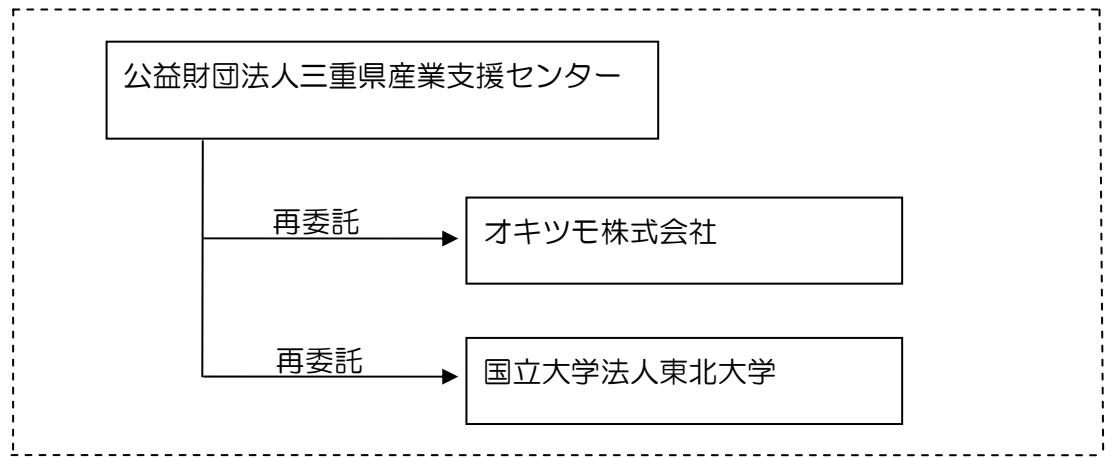 公益財団法人三重県産業支援センター
再委託
オキツモ株式会社
再委託
国立大学法人東北大学